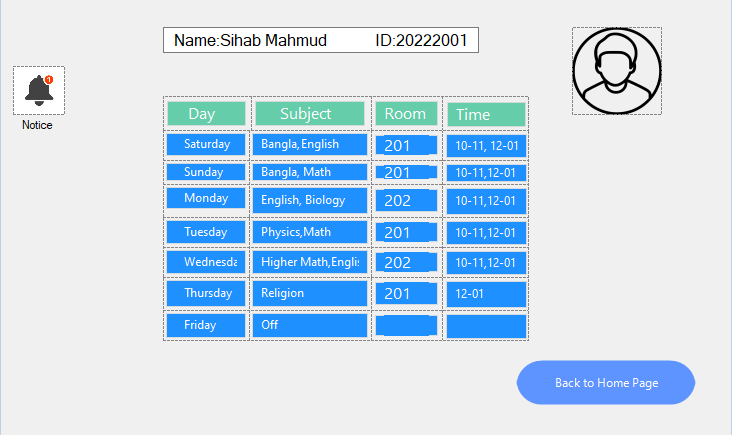 Name:Sihab Mahmud ID:20222001
1
Notice
Day Subject Room Time
Saturday Bangla,English 201 10-11, 12-01
Sunday Bangla, Math 201 10-11,12-01
Monday English, Biology 202 10-11,12-01
Tuesday Physics,Math 201 10-11,12-01
Wednesda Higher Math,Englis 202 10-11,12-01
Thursday Religion 201 12-01
Friday Off
Back to Home Page